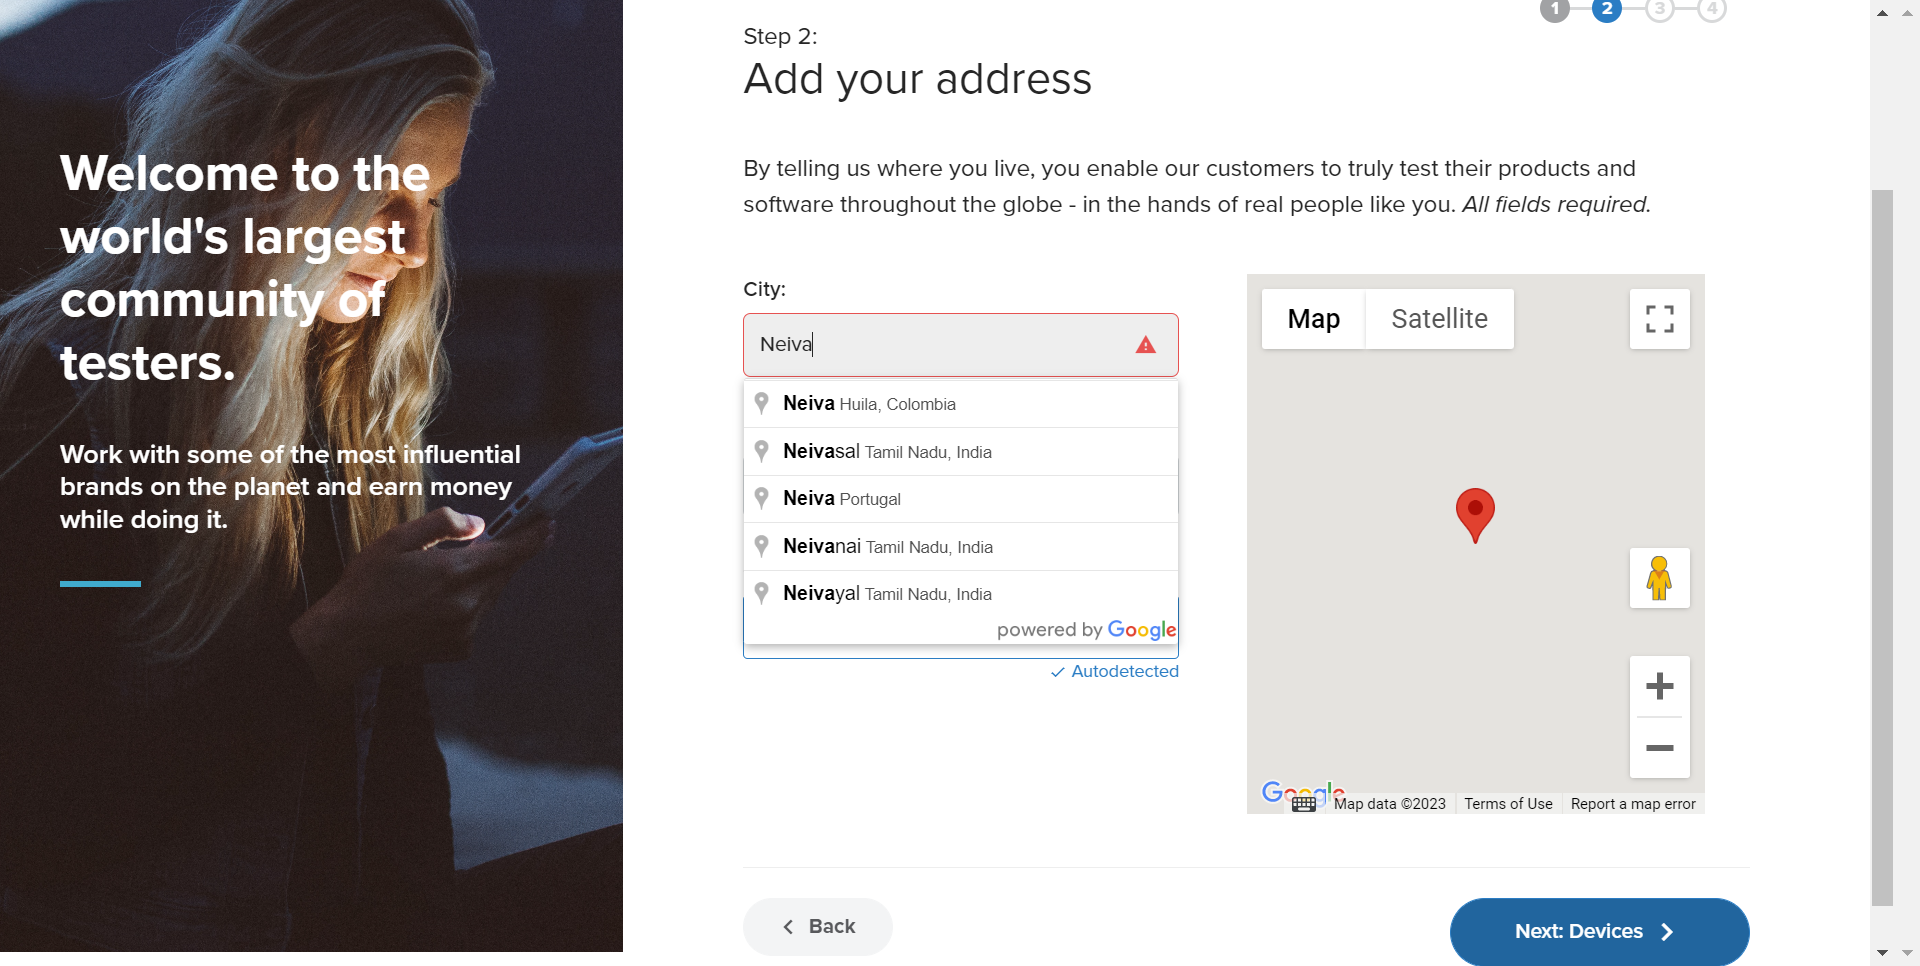 Welcome to the
world's largest
community of
testers.
Work with some of the most influential
brands on the planet and earn money
while doing it.
1 2 3 4
Step 2:
Add your address
By telling us where you live, you enable our customers to truly test their products and
software throughout the globe - in the hands of real people like you. All fields required.
City:
Neiva
Neiva Huila, Colombia
Neivasal Tamil Nadu, India
Neiva Portugal
Neivanai Tamil Nadu, India
Neivayal Tamil Nadu, India
powered by Google
Autodetected
Map Satellite
Google
Map data ©2023 Terms of Use Report a map error
Back
Next: Devices